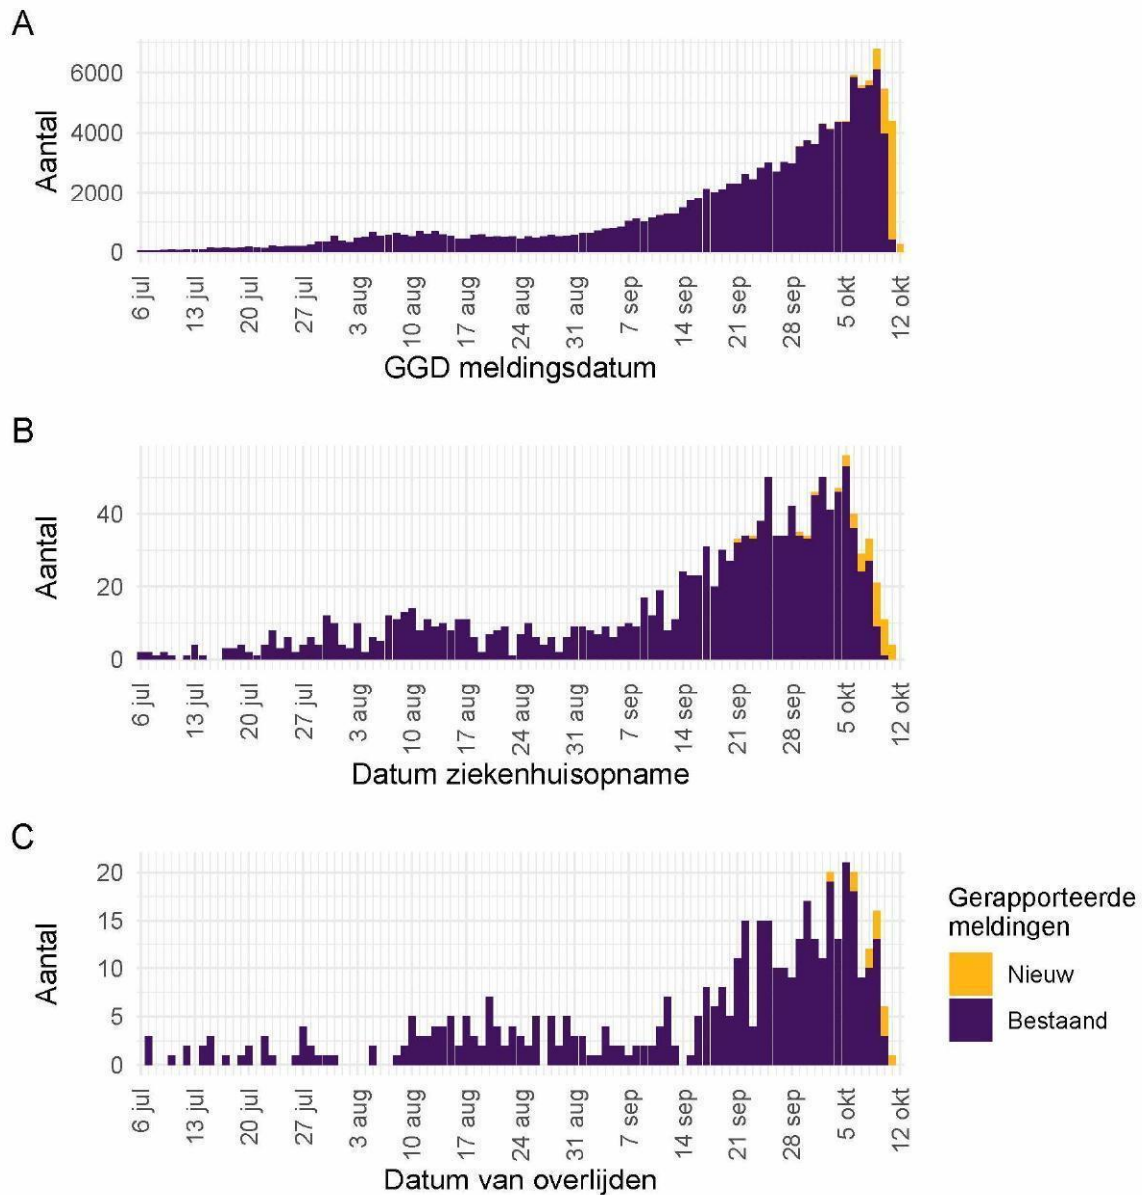 A
6000
4000
2000
0
Aantal
6 jul
13 jul
20 jul
27 jul
3 aug
10 aug
17 aug
24 aug
31 aug
7 sep
14 sep
21 sep
28 sep
5 okt
12 okt
GGD meldingsdatum
B
40
20
0
Aantal
6 jul
13 jul
20 jul
27 jul
3 aug
10 aug
17 aug
24 aug
31 aug
7 sep
14 sep
21 sep
28 sep
5 okt
12 okt
Datum ziekenhuisopname
C
20
15
10
5
0
Aantal
6 jul
13 jul
20 jul
27 jul
3 aug
10 aug
17 aug
24 aug
31 aug
7 sep
14 sep
21 sep
28 sep
5 okt
12 okt
Datum van overlijden
Gerapporteerde
meldingen
Nieuw
Bestaand